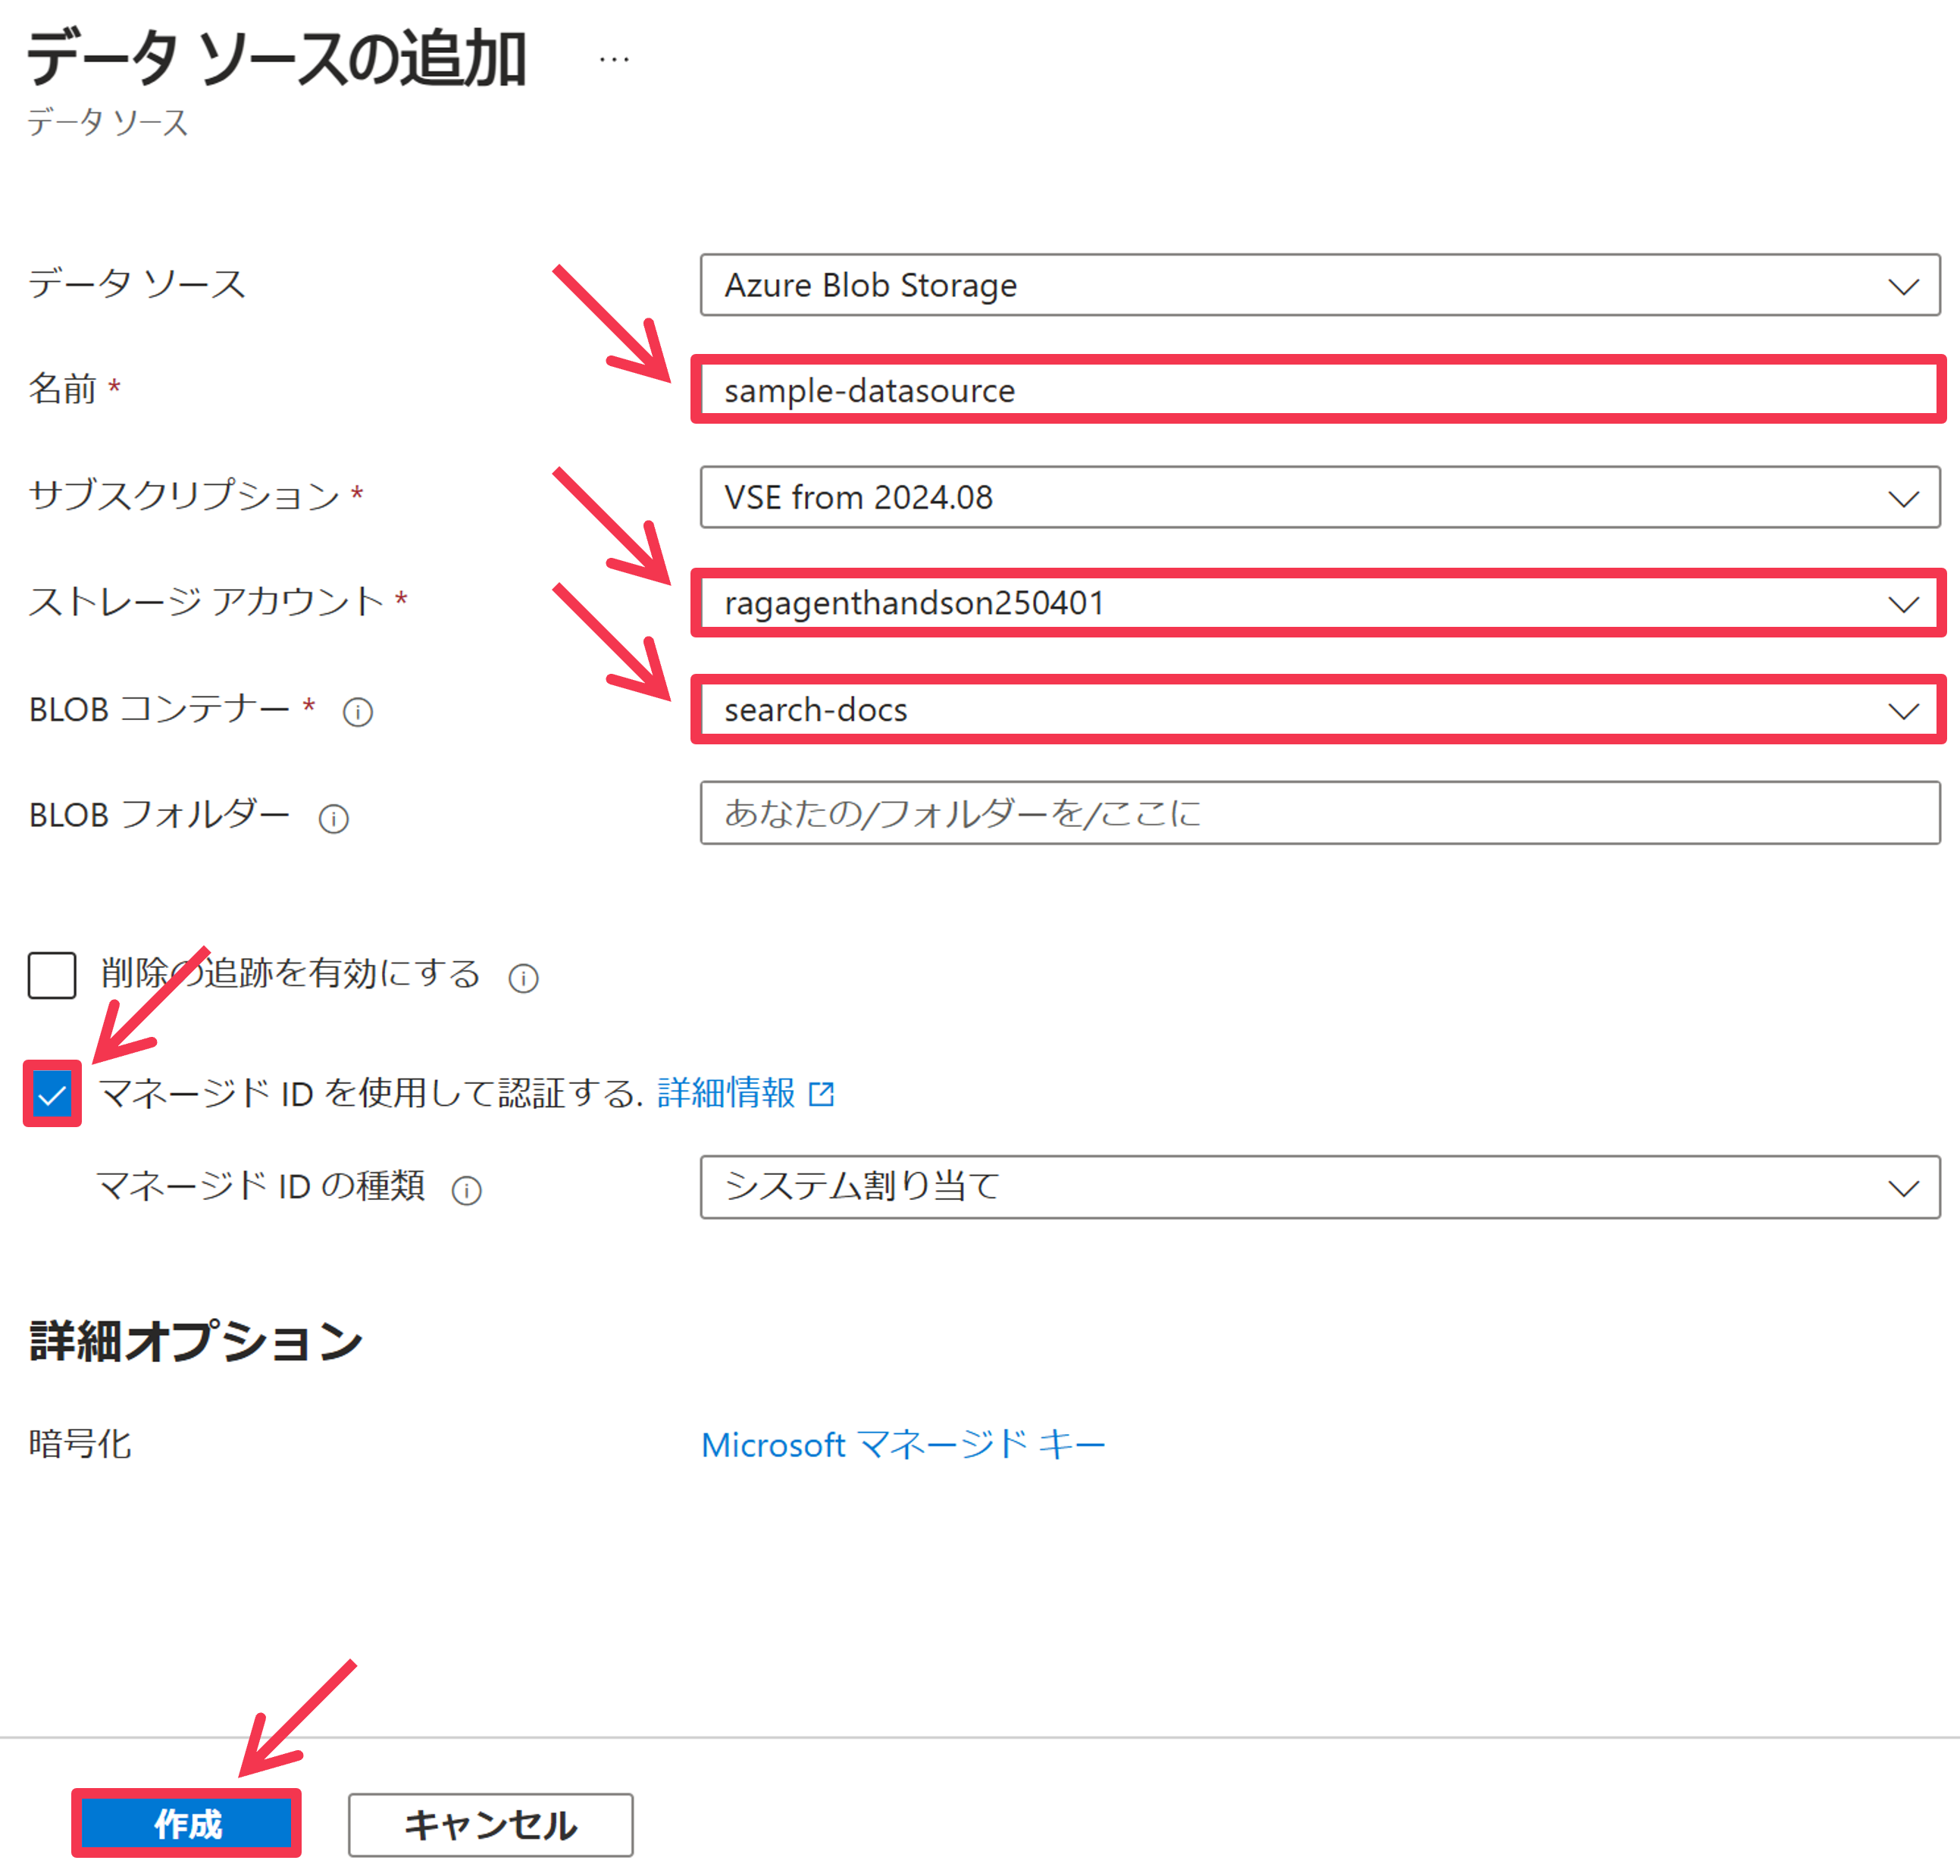 データ ソースの追加 …
データ ソース
データ ソース Azure Blob Storage
名前 * sample-datasource
サブスクリプション * VSE from 2024.08
ストレージ アカウント * ragagenthandson250401
BLOB コンテナー * search-docs
BLOB フォルダー あなたの/フォルダーを/ここに
削除の追跡を有効にする
マネージド ID を使用して認証する. 詳細情報
マネージド ID の種類 システム割り当て
詳細オプション
暗号化 Microsoft マネージド キー
作成 キャンセル